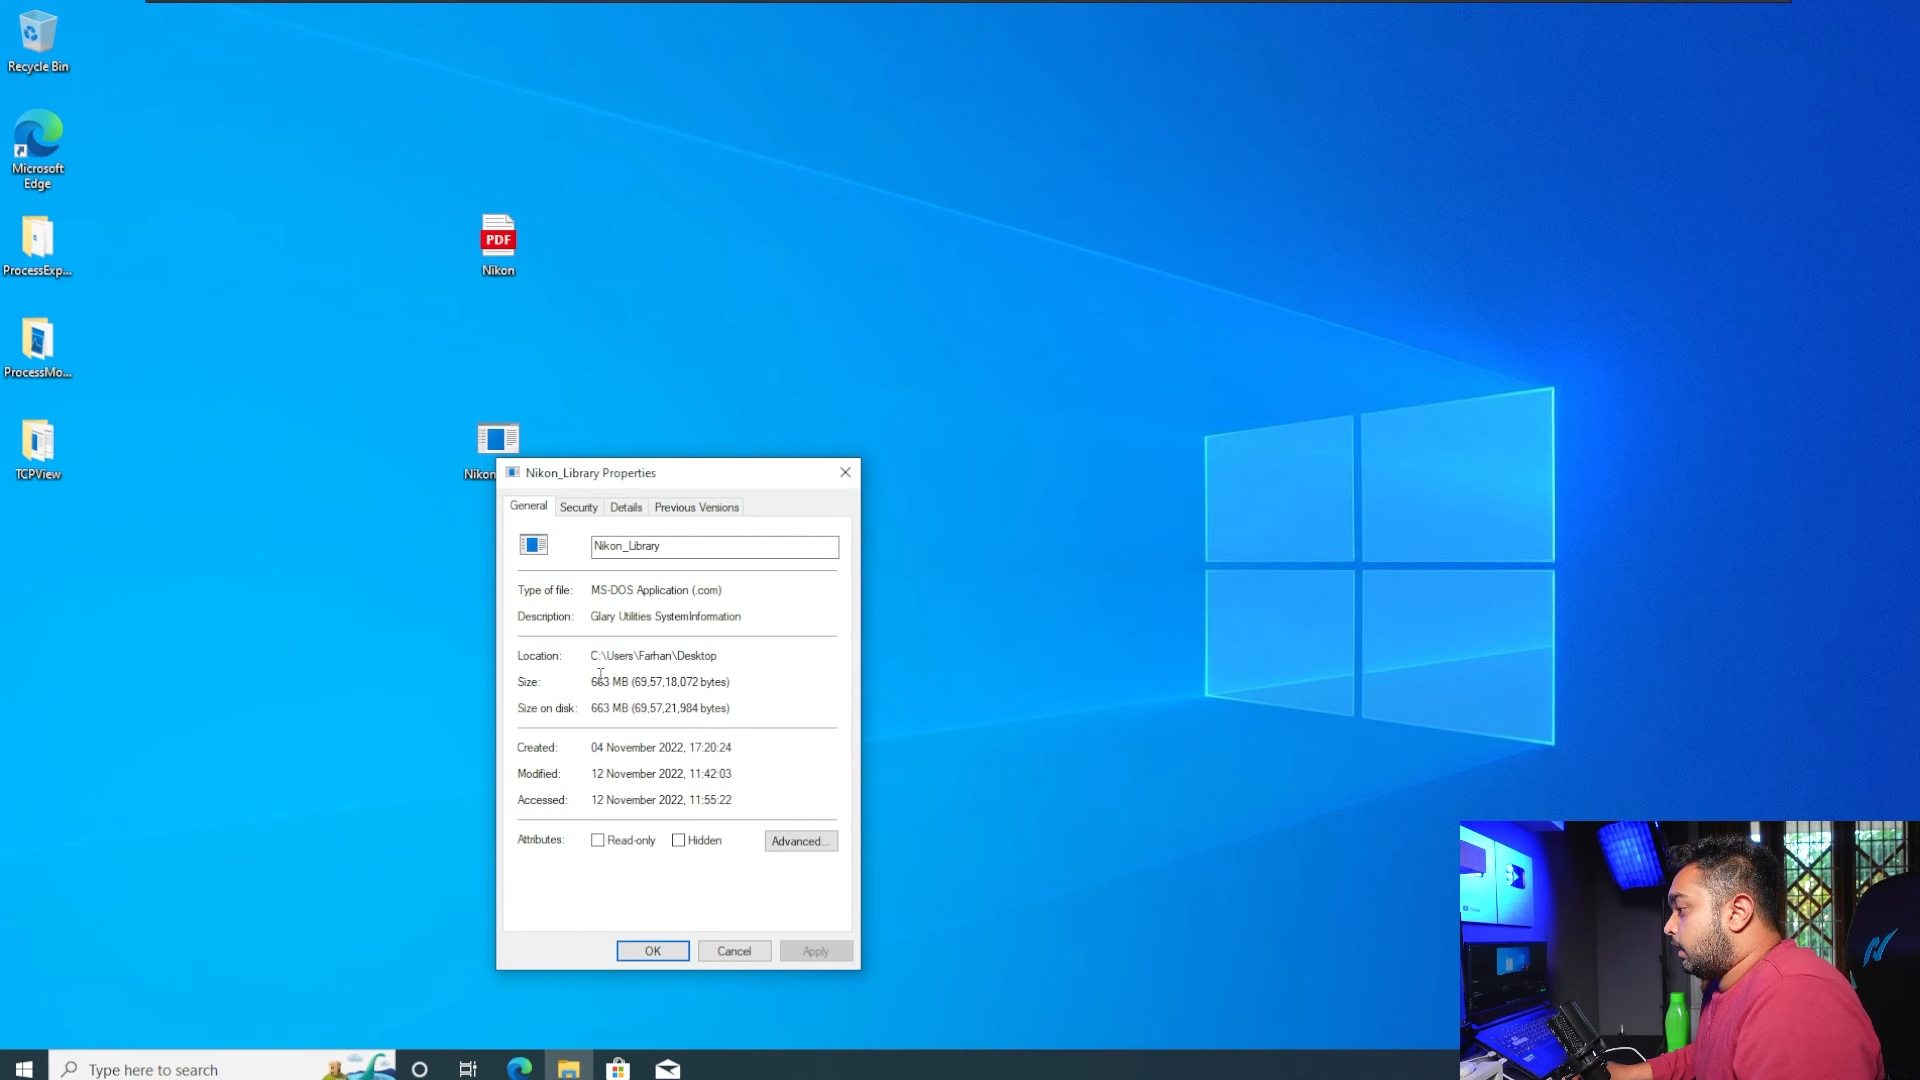 Recycle Bin
Microsoft
Edge
ProcessExp...
ProcessMo...
TCPView
PDF
Nikon
Nikon
Nikon_Library Properties
General
Security
Details
Previous Versions
Nikon_Library
Type of file:
MS-DOS Application (.com)
Description:
Glary Utilities SystemInformation
Location:
C:\Users\Farhan\Desktop
Size:
663 MB (69,57,18,072 bytes)
Size on disk:
663 MB (69,57,21,984 bytes)
Created:
04 November 2022, 17:20:24
Modified:
12 November 2022, 11:42:03
Accessed:
12 November 2022, 11:55:22
Attributes:
Read-only
Hidden
Advanced...
OK
Cancel
Apply
Type here to search